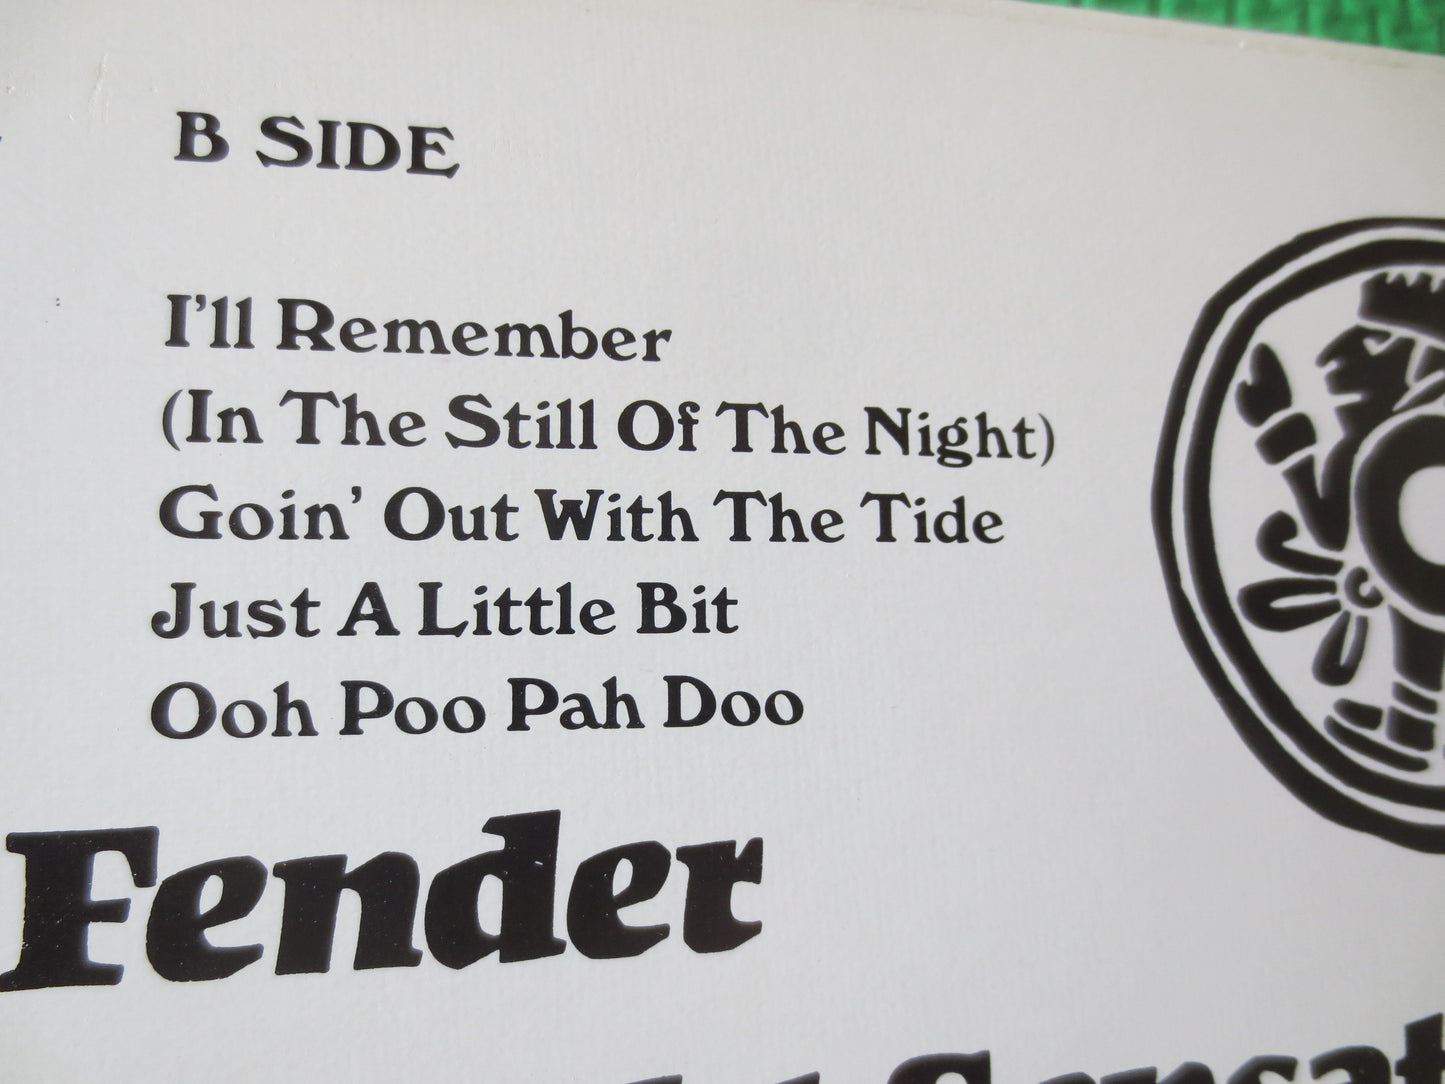 B SIDE
I'll Remember
(In The Still Of The Night)
Goin' Out With The Tide
Just A Little Bit
Ooh Poo Pah Doo
Fender